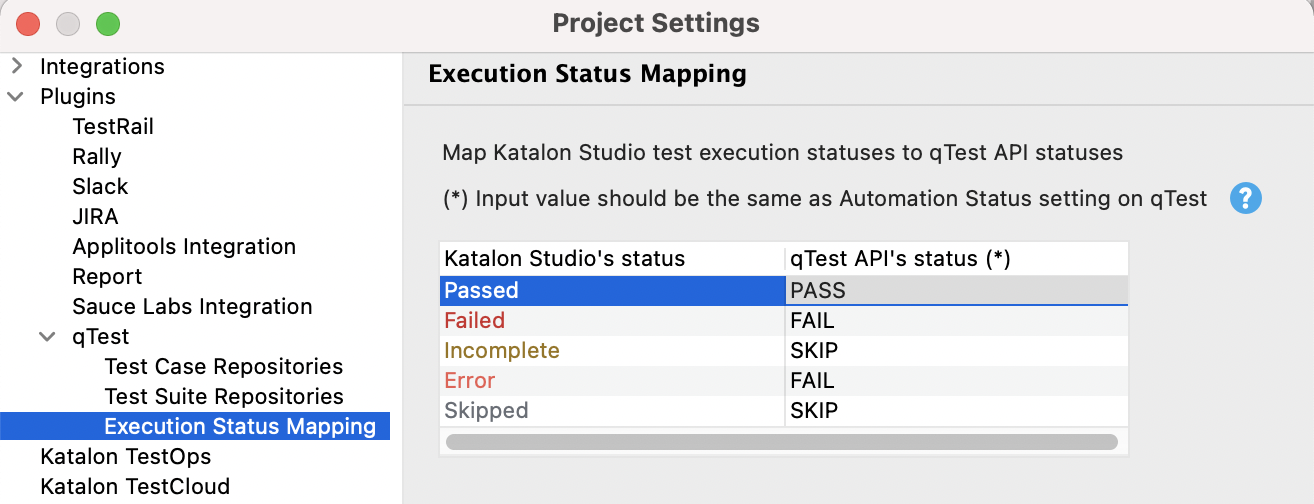 Project Settings
Integrations
Plugins
TestRail
Rally
Slack
JIRA
Applitools Integration
Report
Sauce Labs Integration
qTest
Test Case Repositories
Test Suite Repositories
Execution Status Mapping
Katalon TestOps
Katalon TestCloud
Execution Status Mapping
Map Katalon Studio test execution statuses to qTest API statuses
(*) Input value should be the same as Automation Status setting on qTest ?
Katalon Studio's status qTest API's status (*)
Passed PASS
Failed FAIL
Incomplete SKIP
Error FAIL
Skipped SKIP